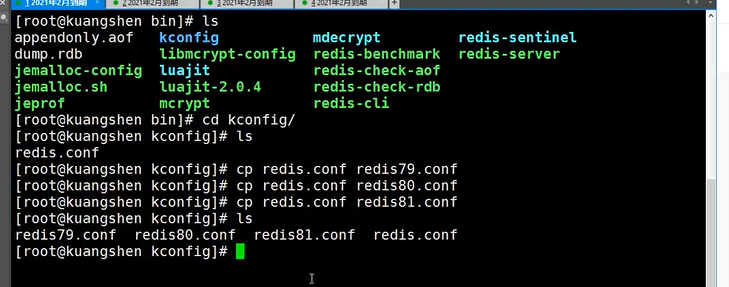 1 2021年2月到期 × 2 2021年2月到期 × 3 2021年2月到期 × 4 2021年2月到期 × +
[root@kuangshen bin]# ls
appendonly.aof kconfig mdecrypt redis-sentinel
dump.rdb libmcrypt-config redis-benchmark redis-server
jemalloc-config luajit redis-check-aof
jemalloc.sh luajit-2.0.4 redis-check-rdb
jeprof mcrypt redis-cli
[root@kuangshen bin]# cd kconfig/
[root@kuangshen kconfig]# ls
redis.conf
[root@kuangshen kconfig]# cp redis.conf redis79.conf
[root@kuangshen kconfig]# cp redis.conf redis80.conf
[root@kuangshen kconfig]# cp redis.conf redis81.conf
[root@kuangshen kconfig]# ls
redis79.conf redis80.conf redis81.conf redis.conf
[root@kuangshen kconfig]#